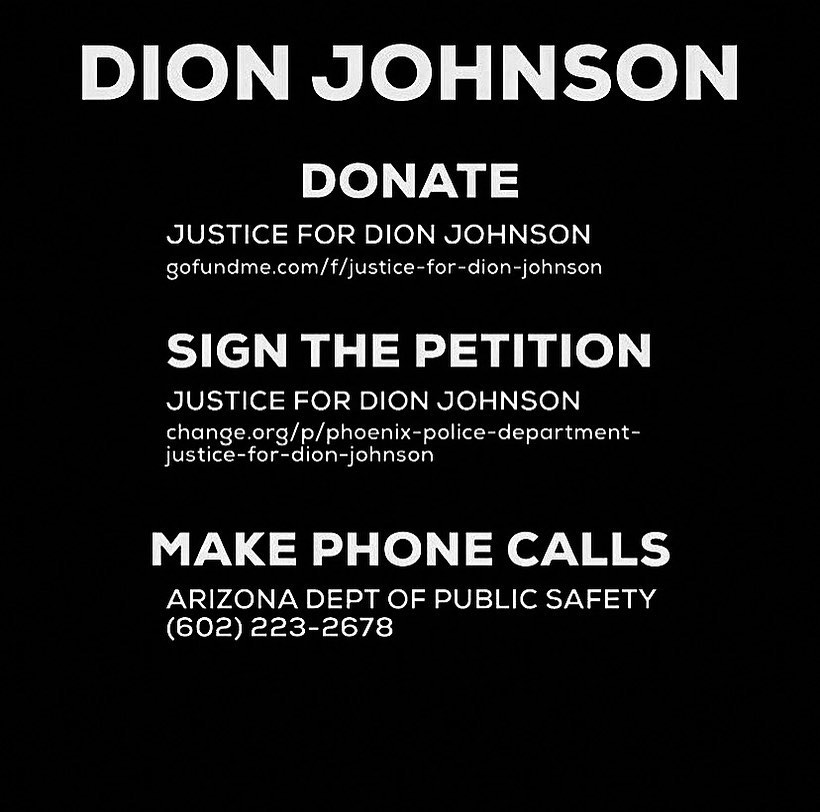 DION JOHNSON
DONATE
JUSTICE FOR DION JOHNSON
gofundme.com/f/justice-for-dion-johnson
SIGN THE PETITION
JUSTICE FOR DION JOHNSON
change.org/p/phoenix-police-department-
justice-for-dion-johnson
MAKE PHONE CALLS
ARIZONA DEPT OF PUBLIC SAFETY
(602) 223-2678